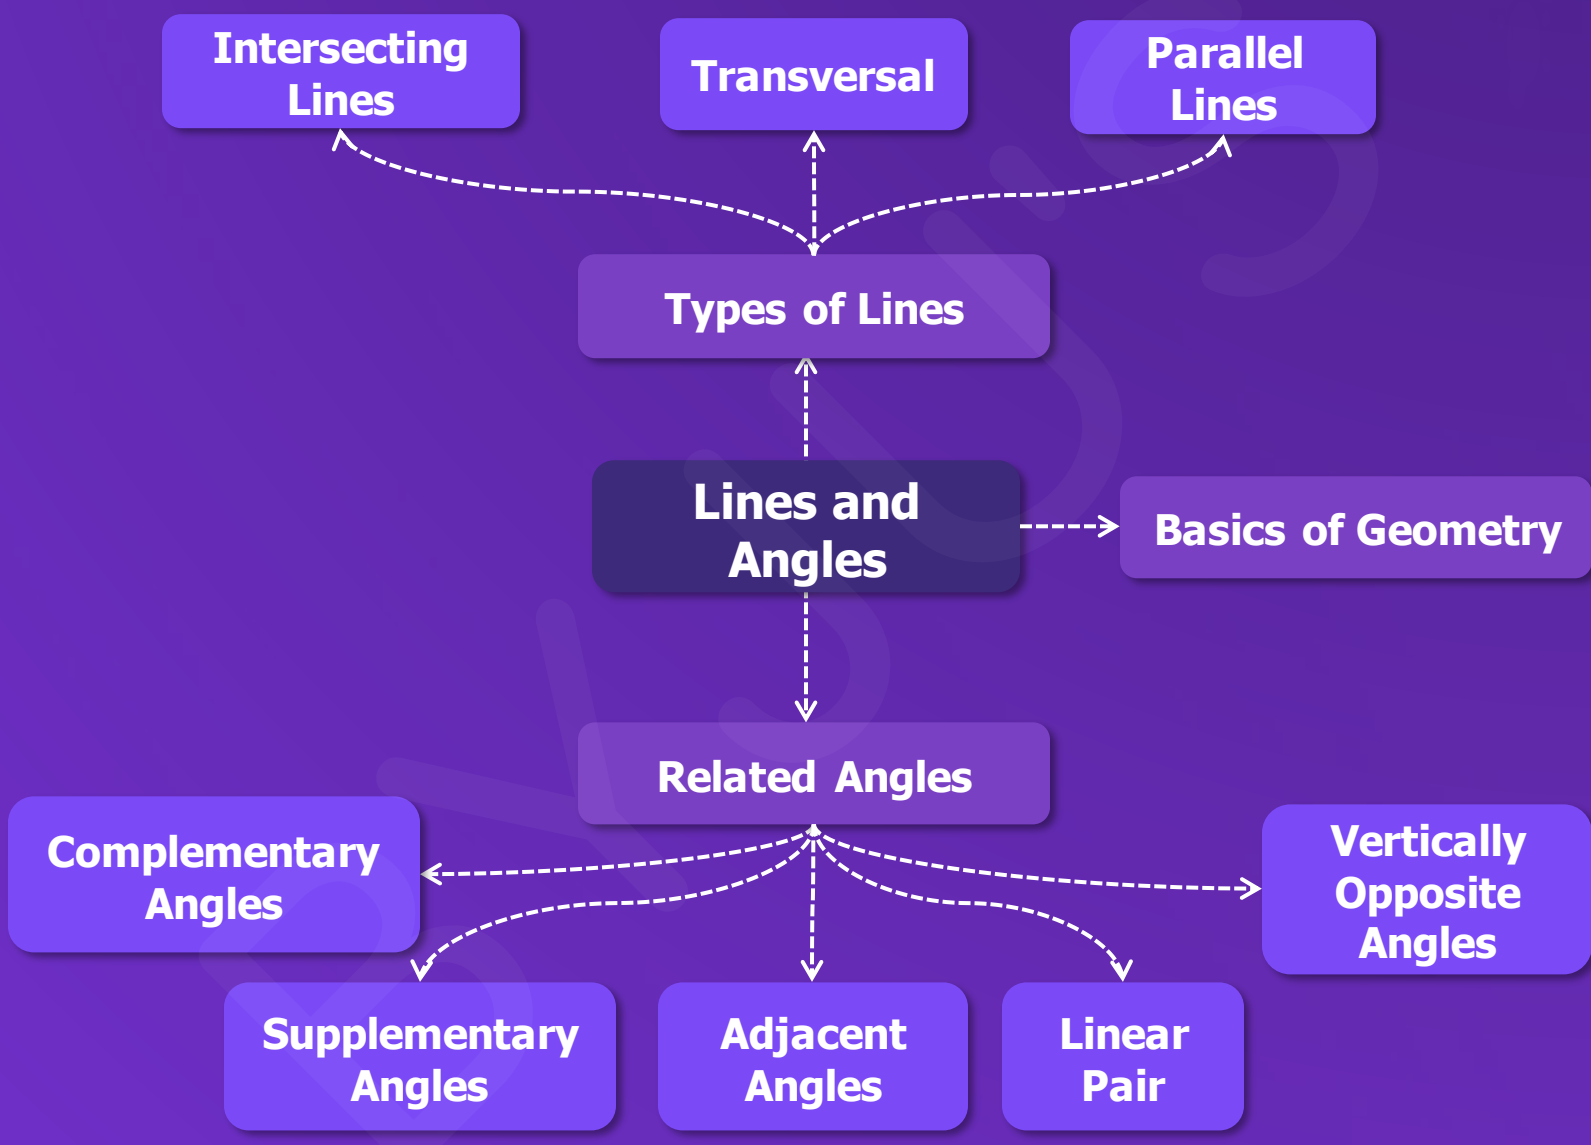 Intersecting
Lines
Transversal
Parallel
Lines
Types of Lines
Lines and
Angles
Basics of Geometry
Related Angles
Complementary
Angles
Vertically
Opposite
Angles
Supplementary
Angles
Adjacent
Angles
Linear
Pair
BYJU'S